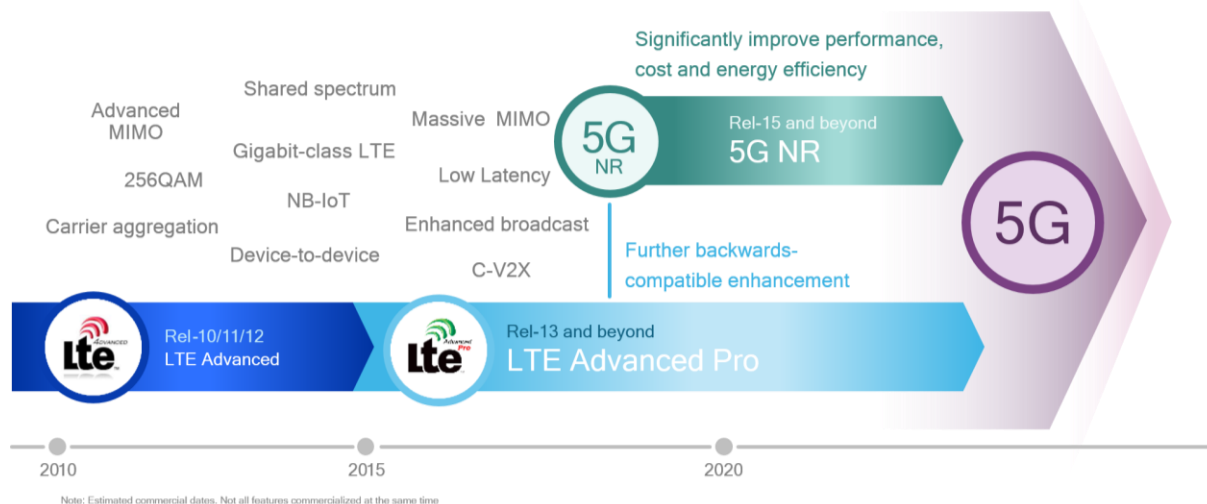 Significantly improve performance,
cost and energy efficiency
Shared spectrum
Advanced
MIMO
Massive MIMO
5G
NR
Rel-15 and beyond
5G NR
Gigabit-class LTE
256QAM
Low Latency
NB-IoT
5G
Carrier aggregation
Enhanced broadcast
Device-to-device
C-V2X
Further backwards-
compatible enhancement
Lte ADVANCED
Rel-10/11/12
LTE Advanced
Lte Advanced Pro
Rel-13 and beyond
LTE Advanced Pro
2010
2015
2020
Note: Estimated commercial dates. Not all features commercialized at the same time